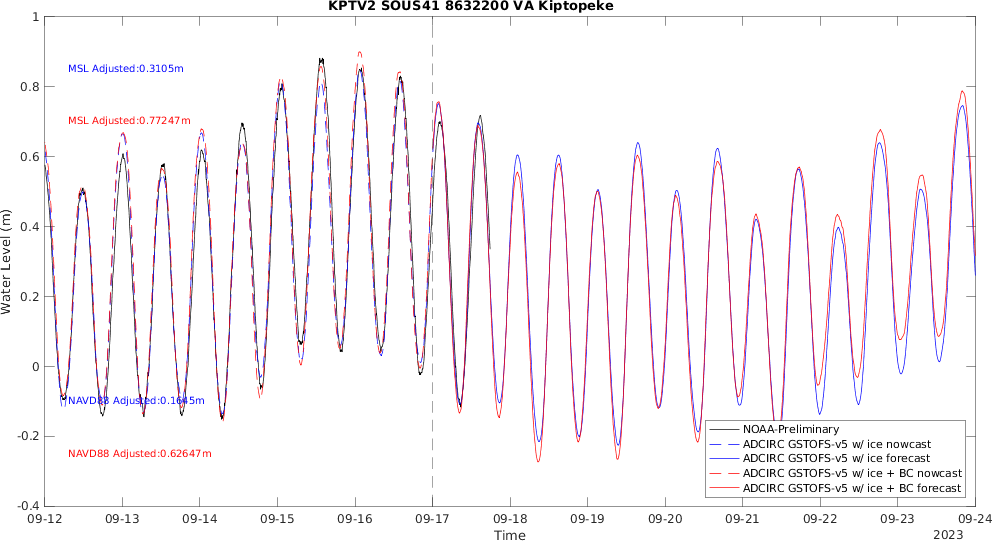 KPTV2 SOUS41 8632200 VA Kiptopeke
1
0.8
0.6
0.4
0.2
0
-0.2
-0.4
Water Level (m)
MSL Adjusted:0.3105m
MSL Adjusted:0.77247m
NAVD88 Adjusted:0.1645m
NAVD88 Adjusted:0.62647m
NOAA-Preliminary
ADCIRC GSTOFS-v5 w/ ice nowcast
ADCIRC GSTOFS-v5 w/ ice forecast
ADCIRC GSTOFS-v5 w/ ice + BC nowcast
ADCIRC GSTOFS-v5 w/ ice + BC forecast
09-12 09-13 09-14 09-15 09-16 09-17 09-18 09-19 09-20 09-21 09-22 09-23 09-24
Time
2023